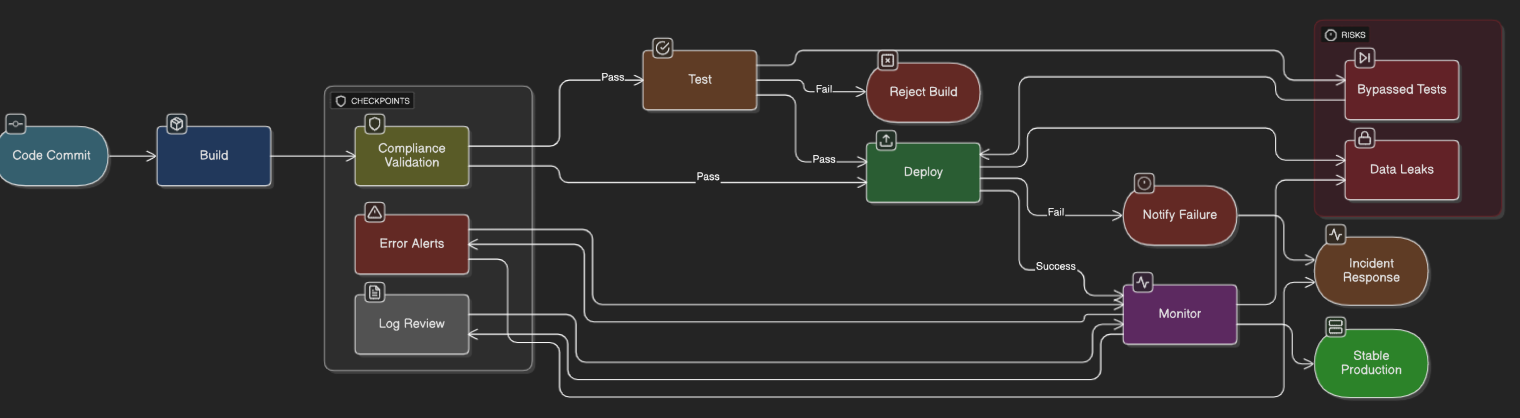 RISKS
Pass
Test
Fail
Reject Build
Bypassed Tests
CHECKPOINTS
Code Commit
Build
Compliance
Validation
Pass
Deploy
Data Leaks
Pass
Fail
Notify Failure
Error Alerts
Success
Incident
Response
Log Review
Monitor
Stable
Production